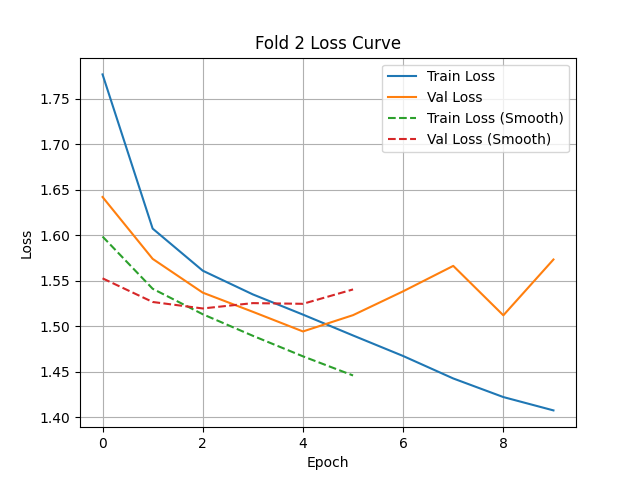 Fold 2 Loss Curve
Train Loss
Val Loss
Train Loss (Smooth)
Val Loss (Smooth)
1.75
1.70
1.65
1.60
1.55
1.50
1.45
1.40
Loss
0
2
4
6
8
Epoch